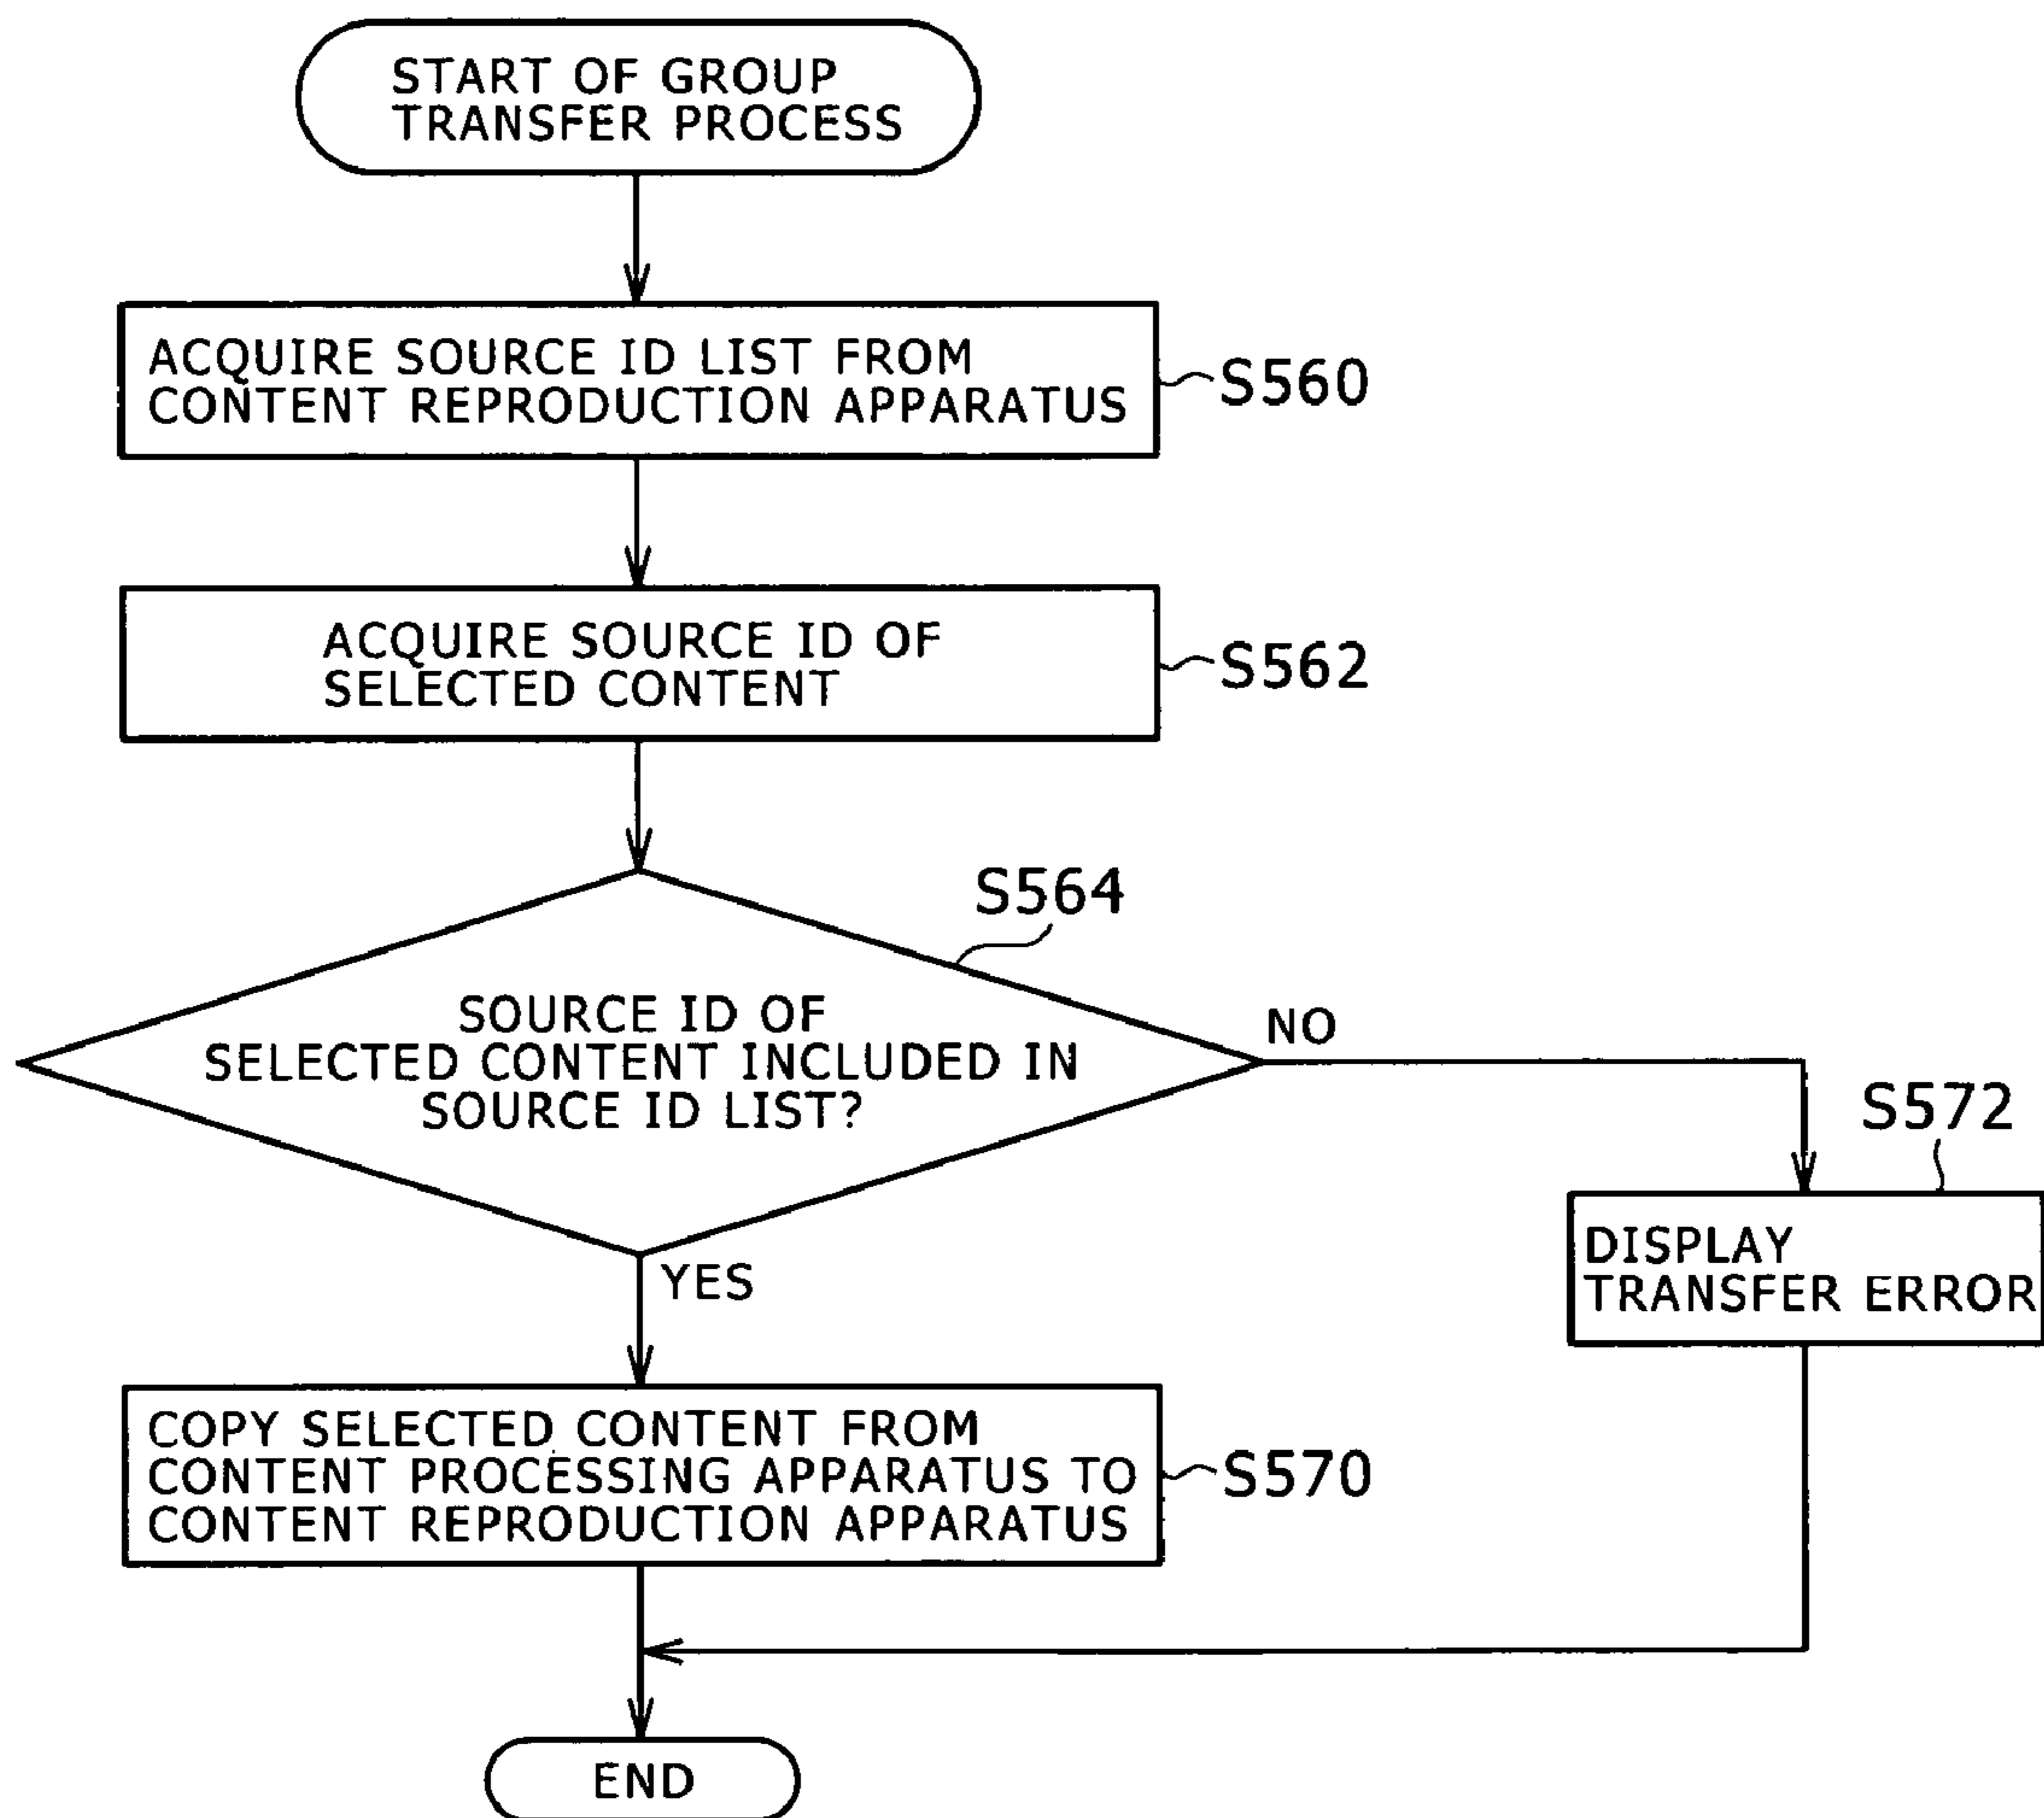 START OF GROUP
TRANSFER PROCESS
ACQUIRE SOURCE ID LIST FROM
CONTENT REPRODUCTION APPARATUS
S560
ACQUIRE SOURCE ID OF
SELECTED CONTENT
S562
S564
SOURCE ID OF
SELECTED CONTENT INCLUDED IN
SOURCE ID LIST?
NO
S572
DISPLAY
TRANSFER ERROR
YES
COPY SELECTED CONTENT FROM
CONTENT PROCESSING APPARATUS TO
CONTENT REPRODUCTION APPARATUS
S570
END